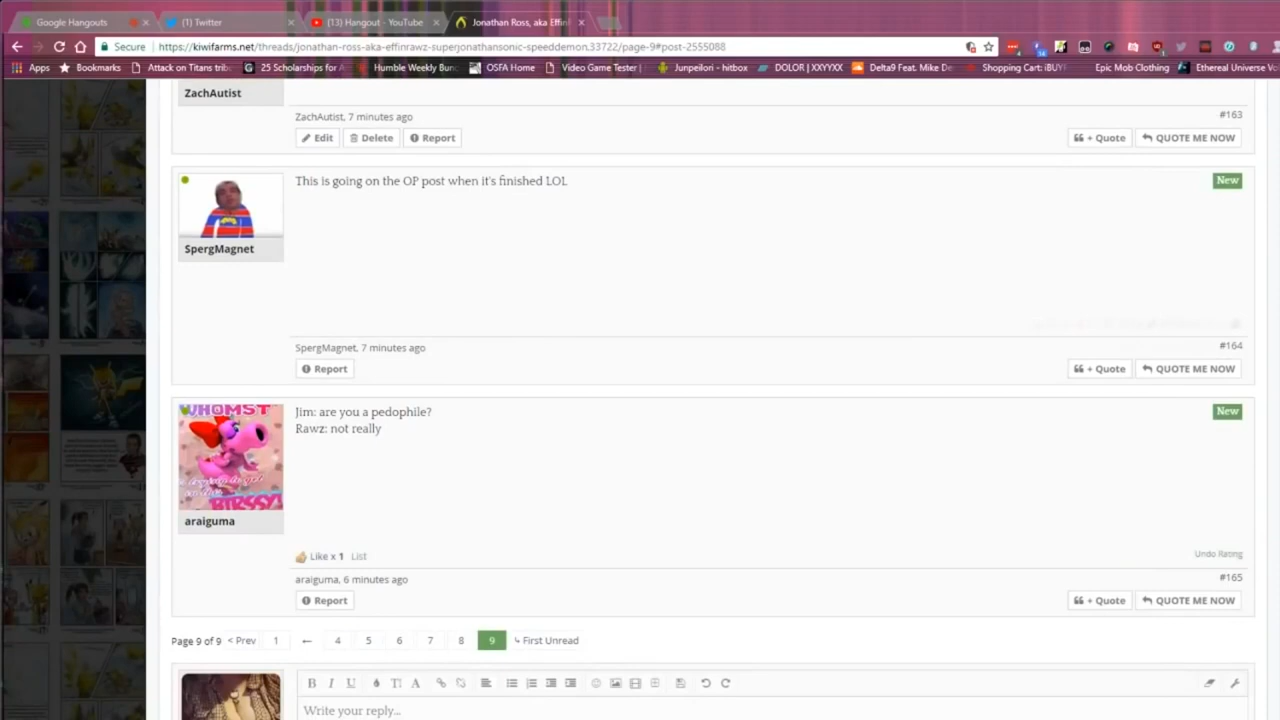 Google Hangouts
(1) Twitter
(13) Hangout - YouTube
Jonathan Ross, aka Effin
Secure
https://kiwifarms.net/threads/jonathan-ross-aka-effinrawz-superjonathansonic-speeddemon.33722/page-9#post-2555088
Apps
Bookmarks
Attack on Titans trib
25 Scholarships for A
Humble Weekly Bun
OSFA Home
Video Game Tester |
Junpeilori - hitbox
DOLOR | XXYYXX
Delta9 Feat. Mike De
Shopping Cart: iBUY
Epic Mob Clothing
Ethereal Universe Vo
ZachAutist
ZachAutist, 7 minutes ago
#163
Edit
Delete
Report
+ Quote
QUOTE ME NOW
This is going on the OP post when it's finished LOL
New
SpergMagnet
SpergMagnet, 7 minutes ago
#164
Report
+ Quote
QUOTE ME NOW
WHOMST
Jim: are you a pedophile?
New
Rawz: not really
trying to get
BIRSSY
araiguma
Like x 1 List
Undo Rating
araiguma, 6 minutes ago
#165
Report
+ Quote
QUOTE ME NOW
Page 9 of 9 < Prev 1 ← 4 5 6 7 8 9 ↳ First Unread
B I U
Write your reply...